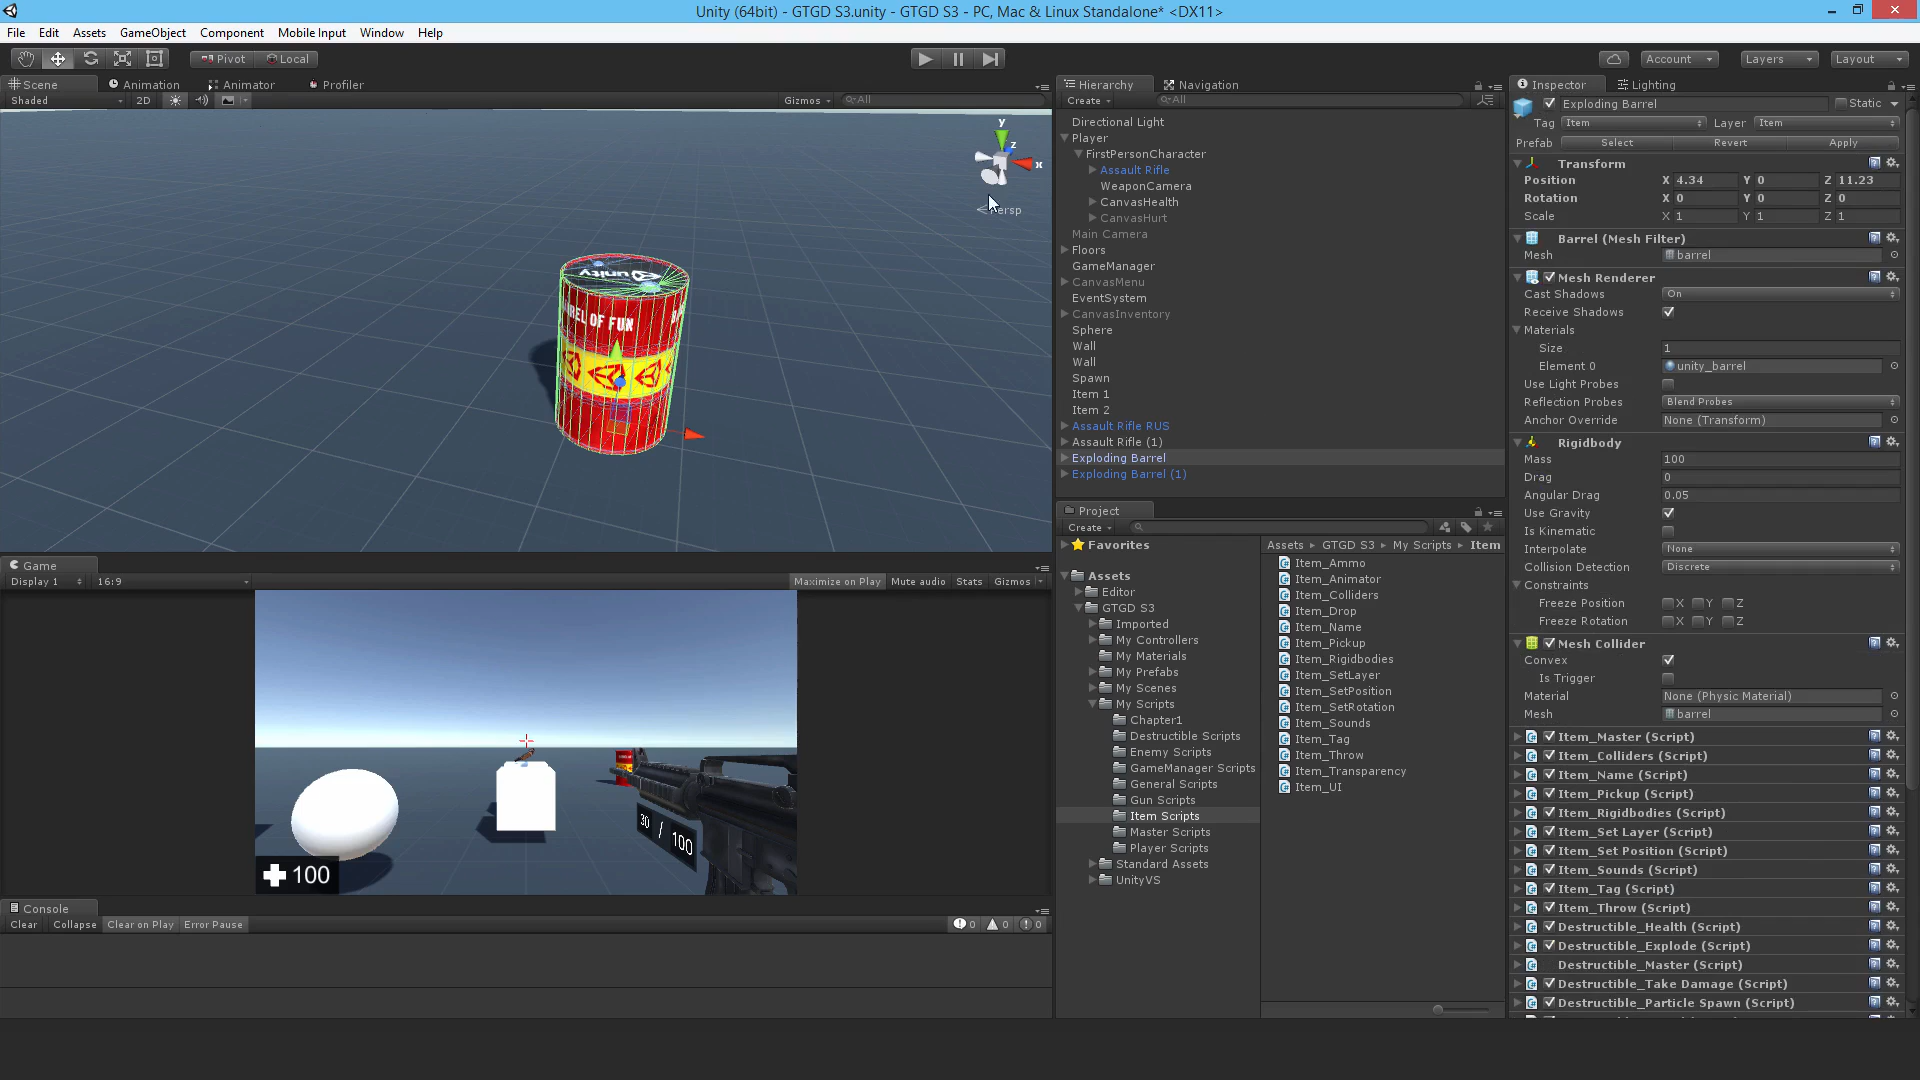 Unity (64bit) - GTGD S3.unity - GTGD S3 - PC, Mac & Linux Standalone* <DX11>
File Edit Assets GameObject Component Mobile Input Window Help
Pivot Local Account Layers Layout
Scene Animation Animator Profiler
Shaded 2D Gizmos All
y
z
x
Persp
unity
BARREL OF FUN
Hierarchy Navigation
Create All
Directional Light
Player
FirstPersonCharacter
Assault Rifle
WeaponCamera
CanvasHealth
CanvasHurt
Main Camera
Floors
GameManager
CanvasMenu
EventSystem
CanvasInventory
Sphere
Wall
Wall
Spawn
Item 1
Item 2
Assault Rifle RUS
Assault Rifle (1)
Exploding Barrel
Exploding Barrel (1)
Game
Display 1 16:9 Maximize on Play Mute audio Stats Gizmos
30 / 100
100
Console
Clear Collapse Clear on Play Error Pause 0 0 0
Project
Create
Favorites
Assets
Editor
GTGD S3
Imported
My Controllers
My Materials
My Prefabs
My Scenes
My Scripts
Chapter1
Destructible Scripts
Enemy Scripts
GameManager Scripts
General Scripts
Gun Scripts
Item Scripts
Master Scripts
Player Scripts
Standard Assets
UnityVS
Assets GTGD S3 My Scripts Item
Item_Ammo
Item_Animator
Item_Colliders
Item_Drop
Item_Name
Item_Pickup
Item_Rigidbodies
Item_SetLayer
Item_SetPosition
Item_SetRotation
Item_Sounds
Item_Tag
Item_Throw
Item_Transparency
Item_UI
Inspector Lighting
Exploding Barrel Static
Tag Item Layer Item
Prefab Select Revert Apply
Transform
Position X 4.34 Y 0 Z 11.23
Rotation X 0 Y 0 Z 0
Scale X 1 Y 1 Z 1
Barrel (Mesh Filter)
Mesh barrel
Mesh Renderer
Cast Shadows On
Receive Shadows
Materials
Size 1
Element 0 unity_barrel
Use Light Probes
Reflection Probes Blend Probes
Anchor Override None (Transform)
Rigidbody
Mass 100
Drag 0
Angular Drag 0.05
Use Gravity
Is Kinematic
Interpolate None
Collision Detection Discrete
Constraints
Freeze Position X Y Z
Freeze Rotation X Y Z
Mesh Collider
Convex
Is Trigger
Material None (Physic Material)
Mesh barrel
Item_Master (Script)
Item_Colliders (Script)
Item_Name (Script)
Item_Pickup (Script)
Item_Rigidbodies (Script)
Item_Set Layer (Script)
Item_Set Position (Script)
Item_Sounds (Script)
Item_Tag (Script)
Item_Throw (Script)
Destructible_Health (Script)
Destructible_Explode (Script)
Destructible_Master (Script)
Destructible_Take Damage (Script)
Destructible_Particle Spawn (Script)